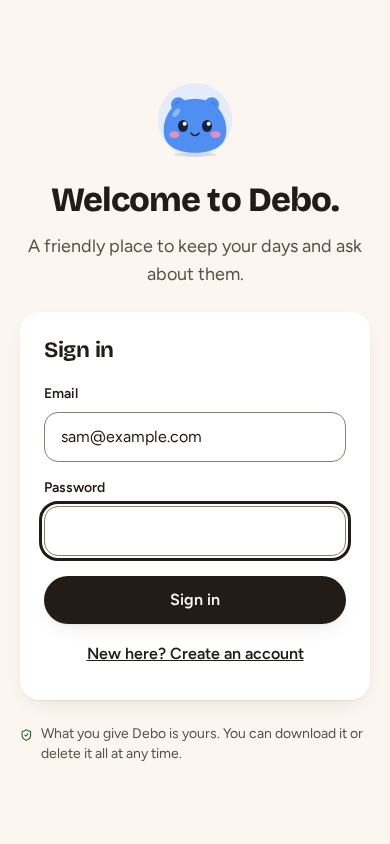 Welcome to Debo.
A friendly place to keep your days and ask
about them.
Sign in
Email
sam@example.com
Password
Sign in
New here? Create an account
What you give Debo is yours. You can download it or
delete it all at any time.